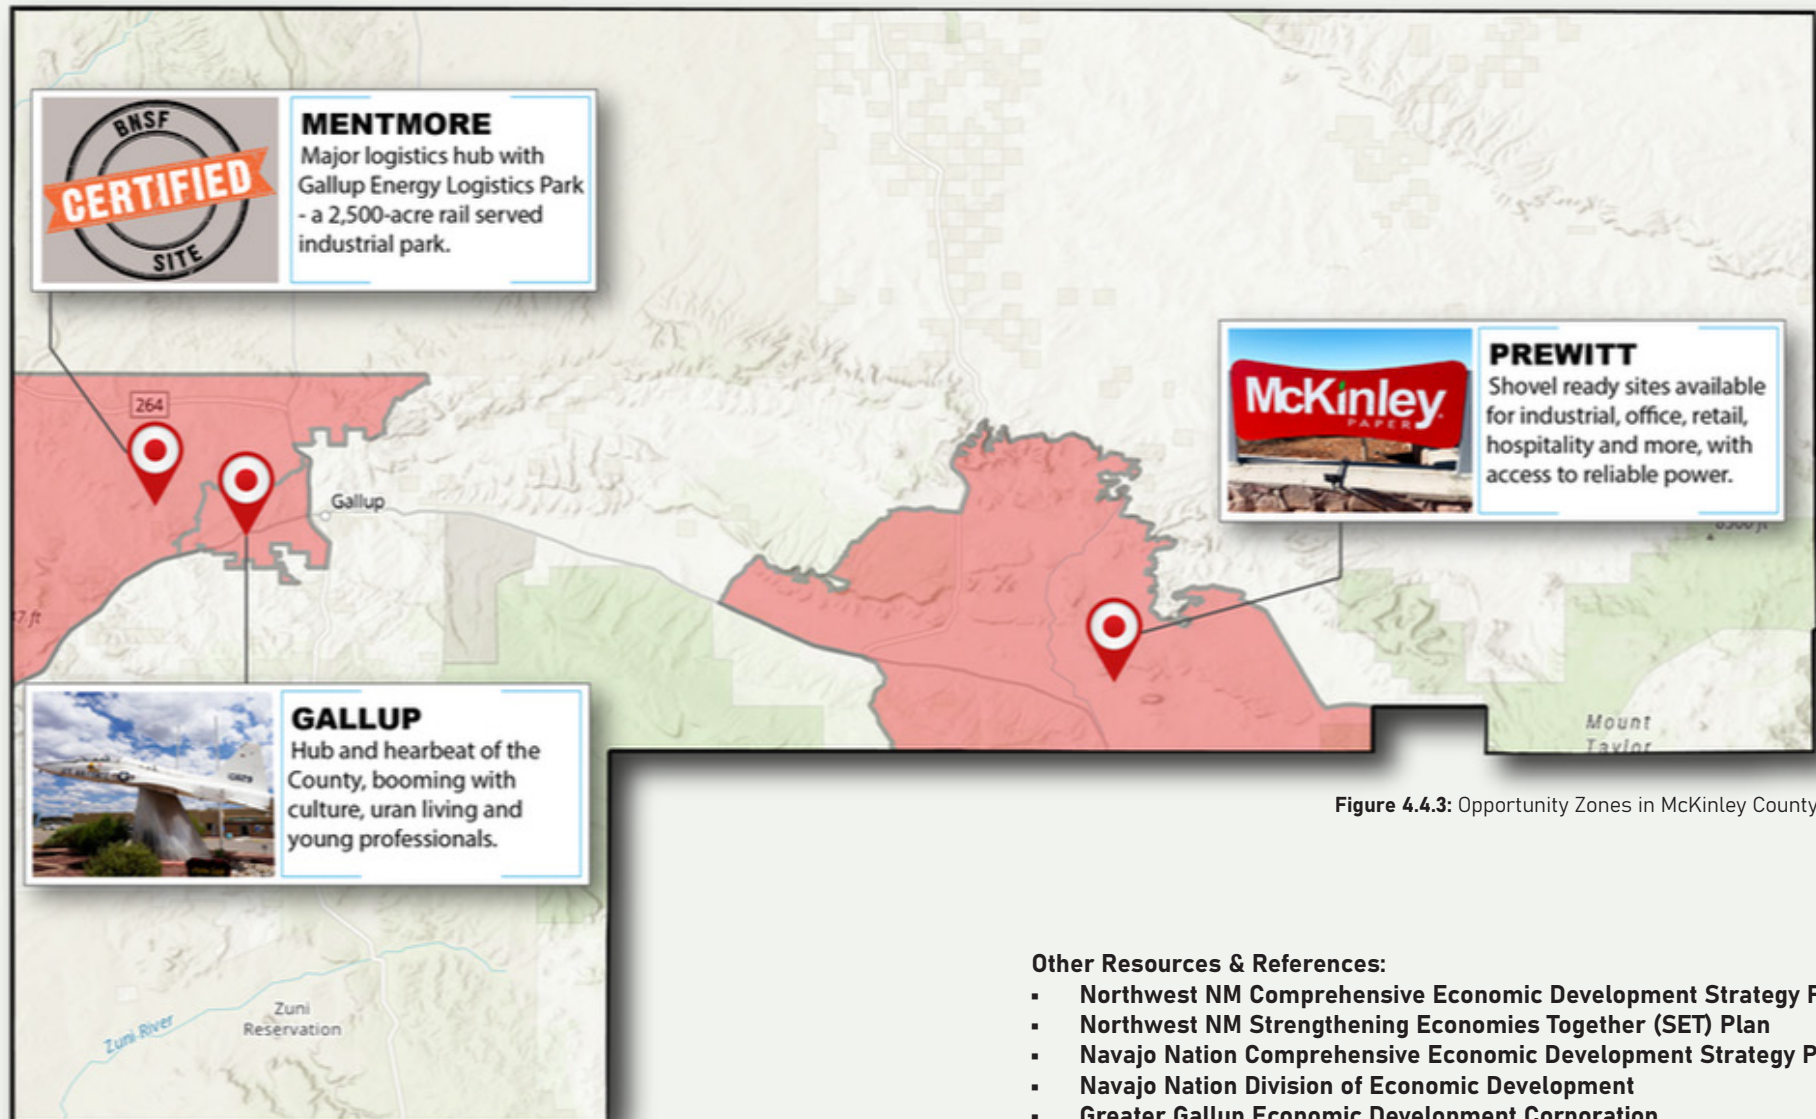 BNSF
CERTIFIED
SITE
MENTMORE
Major logistics hub with
Gallup Energy Logistics Park
- a 2,500-acre rail served
industrial park.
264
Gallup
McKinley
PAPER
PREWITT
Shovel ready sites available
for industrial, office, retail,
hospitality and more, with
access to reliable power.
GALLUP
Hub and hearbeat of the
County, booming with
culture, uran living and
young professionals.
Mount
Taylor
Figure 4.4.3: Opportunity Zones in McKinley County
Zuni
Reservation
Zuni River
Other Resources & References:
▪ Northwest NM Comprehensive Economic Development Strategy
▪ Northwest NM Strengthening Economies Together (SET) Plan
▪ Navajo Nation Comprehensive Economic Development Strategy
▪ Navajo Nation Division of Economic Development
▪ Greater Gallup Economic Development Corporation